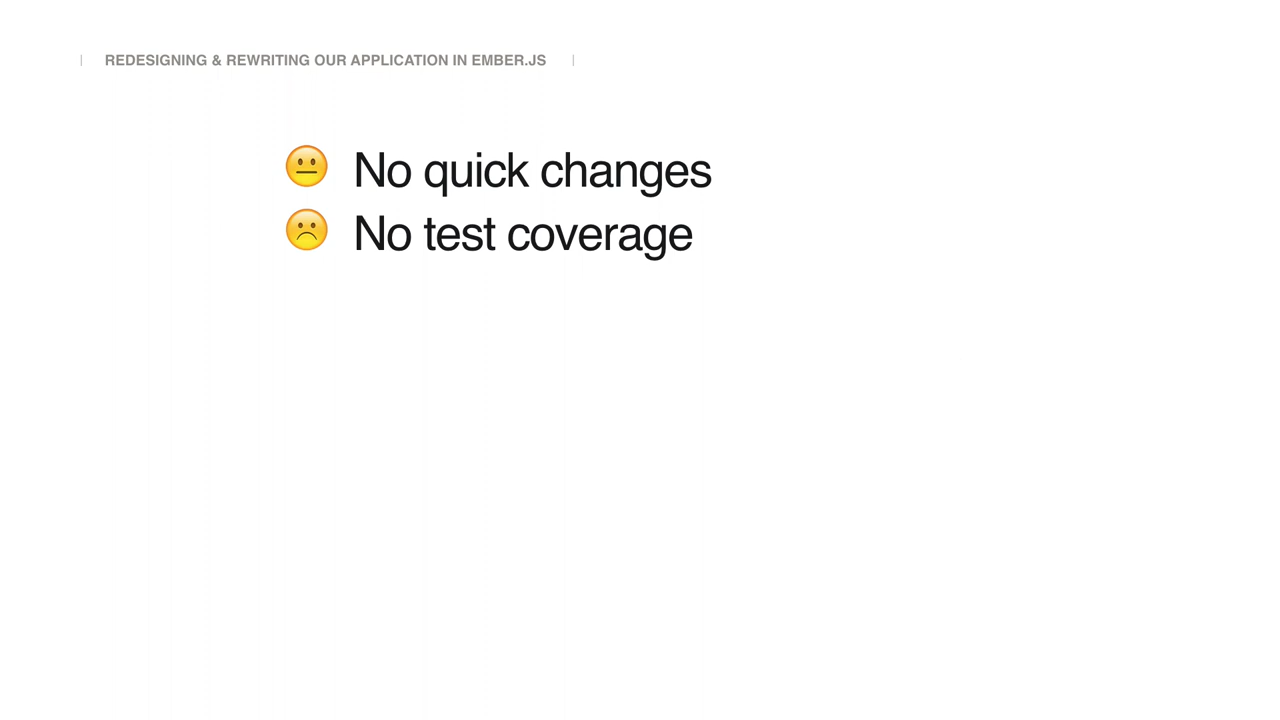 REDESIGNING & REWRITING OUR APPLICATION IN EMBER.JS
😐 No quick changes
🙁 No test coverage